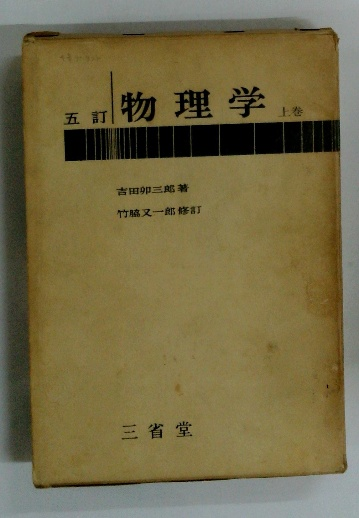 五訂 物理学 上巻
吉田卯三郎著
竹脇又一郎修訂
三省堂